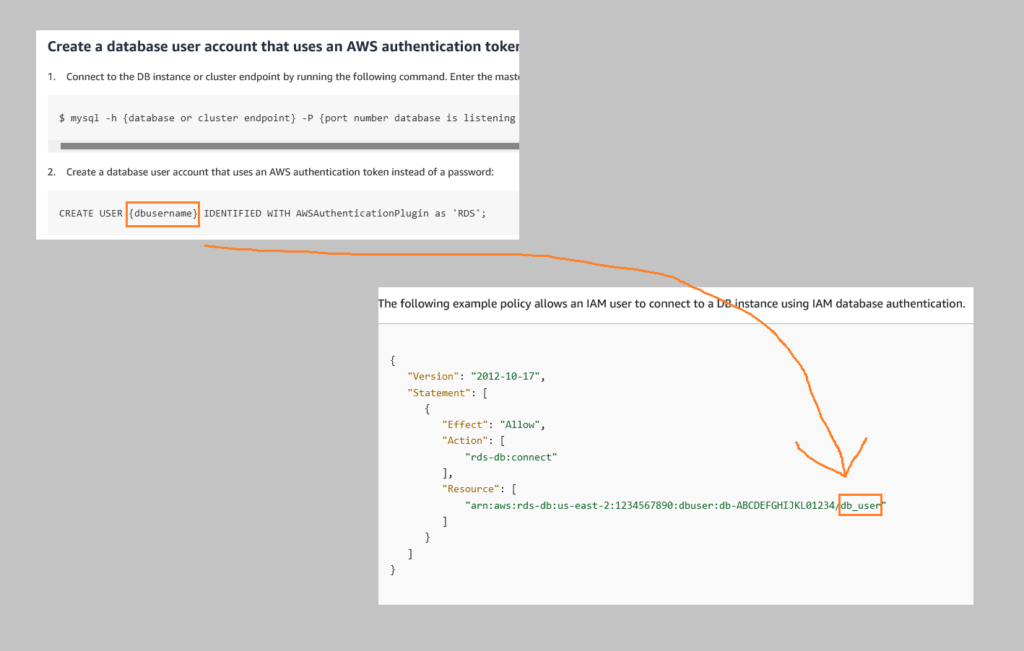 Create a database user account that uses an AWS authentication token
1. Connect to the DB instance or cluster endpoint by running the following command. Enter the
$ mysql -h {database or cluster endpoint} -P {port number database is listening
2. Create a database user account that uses an AWS authentication token instead of a password:
CREATE USER {dbusername} IDENTIFIED WITH AWSAuthenticationPlugin as 'RDS';
The following example policy allows an IAM user to connect to a DB instance using IAM database authentication.
{
"Version": "2012-10-17",
"Statement": [
{
"Effect": "Allow",
"Action": [
"rds-db:connect"
],
"Resource": [
"arn:aws:rds-db:us-east-2:1234567890:dbuser:db-ABCDEFGHIJKL01234/db_user"
]
}
]
}